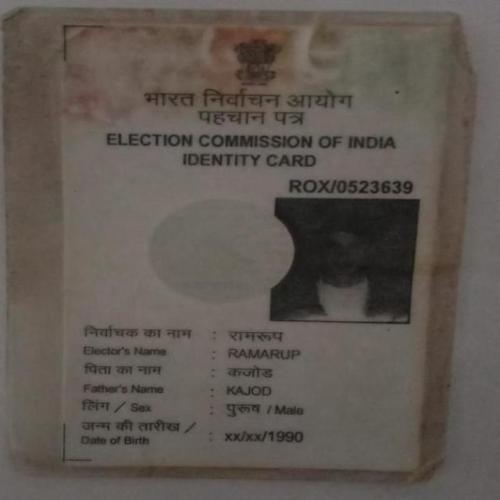 भारत निर्वाचन आयोग
पहचान पत्र
ELECTION COMMISSION OF INDIA
IDENTITY CARD
ROX/0523639
निर्वाचक का नाम : रामरूप
Elector's Name : RAMARUP
पिता का नाम : कजोड
Father's Name : KAJOD
लिंग / Sex : पुरूष / Male
जन्म की तारीख /
Date of Birth : xx/xx/1990